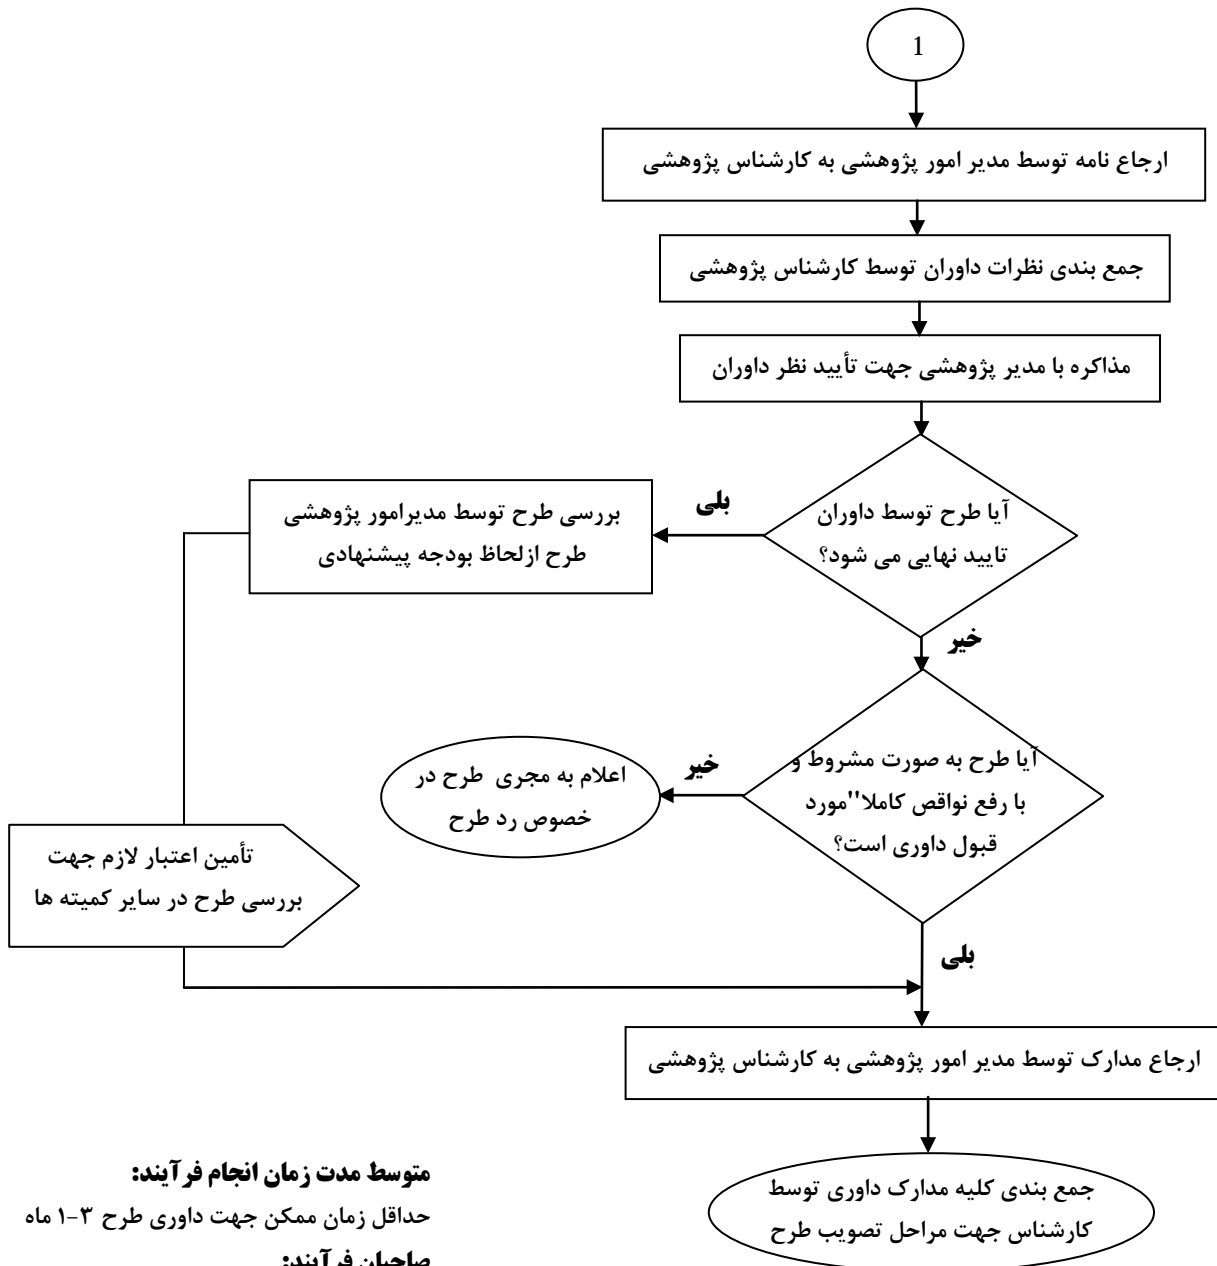 1
ارجاع نامه توسط مدیر امور پژوهشی به کارشناس پژوهشی
جمع بندی نظرات داوران توسط کارشناس پژوهشی
مذاکره با مدیر پژوهشی جهت تأیید نظر داوران
آیا طرح توسط داوران
تایید نهایی می شود؟
بلی
بررسی طرح توسط مدیرامور پژوهشی
طرح ازلحاظ بودجه پیشنهادی
خیر
آیا طرح به صورت مشروط و
با رفع نواقص کاملا"مورد
قبول داوری است؟
خیر
اعلام به مجری طرح در
خصوص رد طرح
تأمین اعتبار لازم جهت
بررسی طرح در سایر کمیته ها
بلی
ارجاع مدارک توسط مدیر امور پژوهشی به کارشناس پژوهشی
جمع بندی کلیه مدارک داوری توسط
کارشناس جهت مراحل تصویب طرح
متوسط مدت زمان انجام فرآیند:
حداقل زمان ممکن جهت داوری طرح ۳-۱ ماه
صاحبان فرآیند: